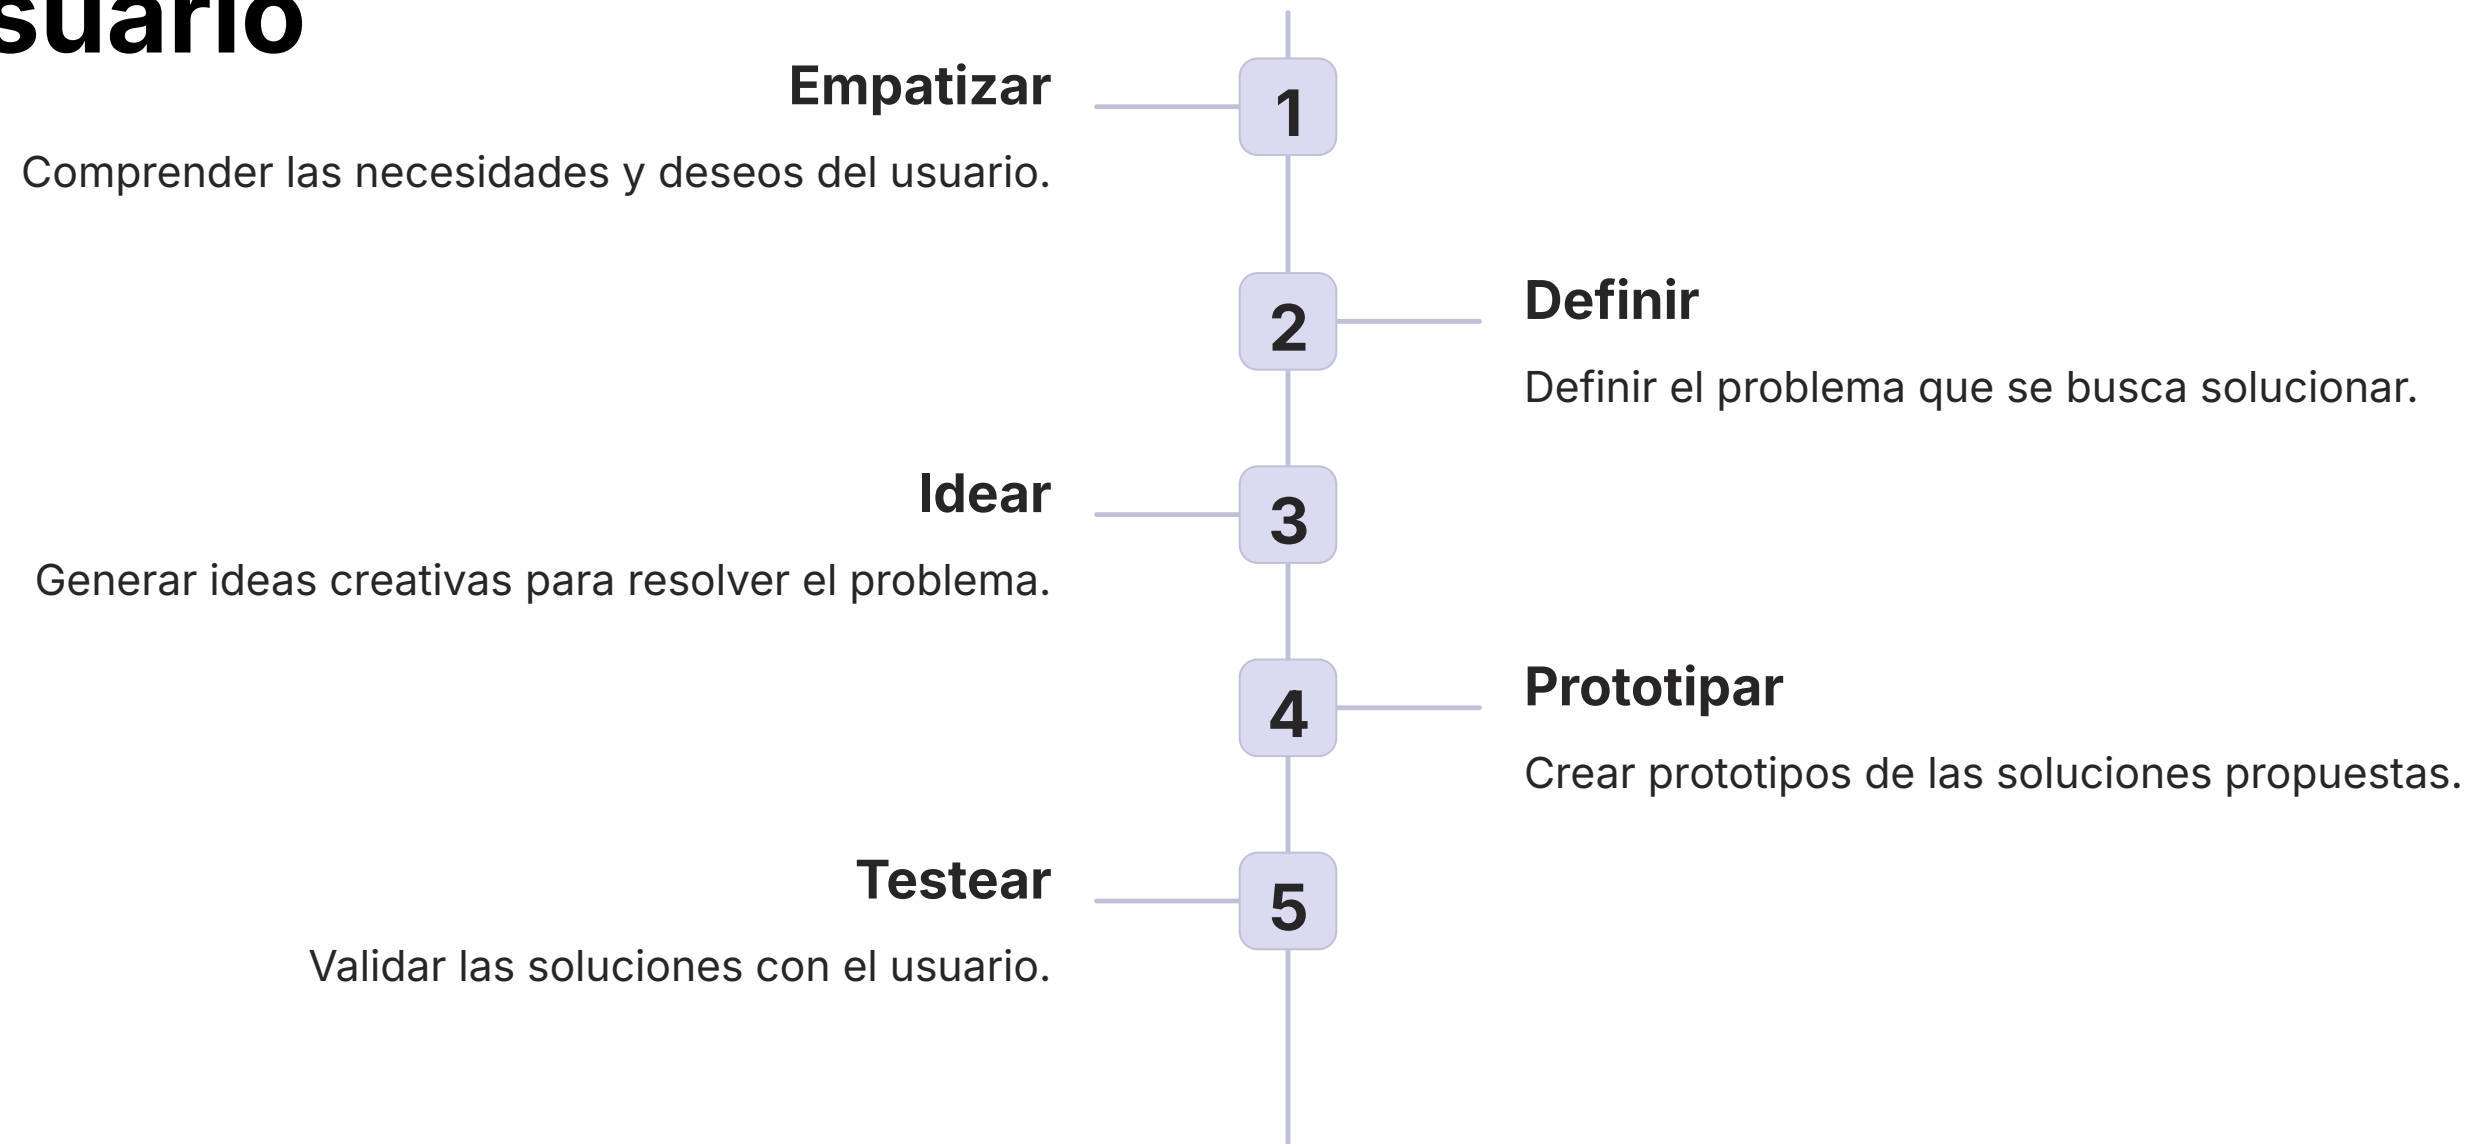 suario
Empatizar
1
Comprender las necesidades y deseos del usuario.
2
Definir
Definir el problema que se busca solucionar.
Idear
3
Generar ideas creativas para resolver el problema.
4
Prototipar
Crear prototipos de las soluciones propuestas.
Testear
5
Validar las soluciones con el usuario.